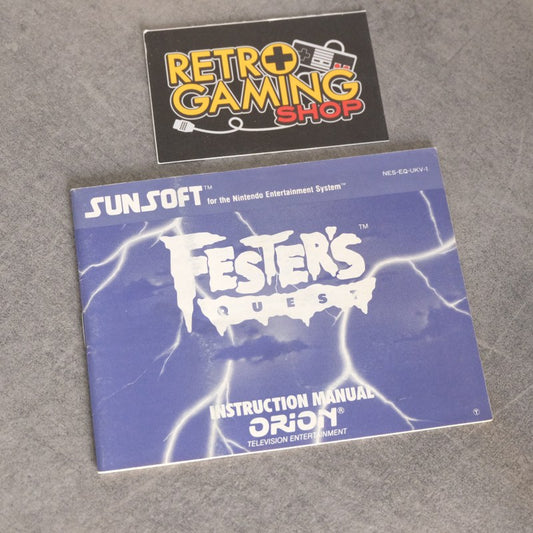 RETRO
GAMING
SHOP
NES-EQ-UKV-1
SUNSOFT™ for the Nintendo Entertainment System™
FESTER'S™
QUEST
INSTRUCTION MANUAL
ORION®
TELEVISION ENTERTAINMENT